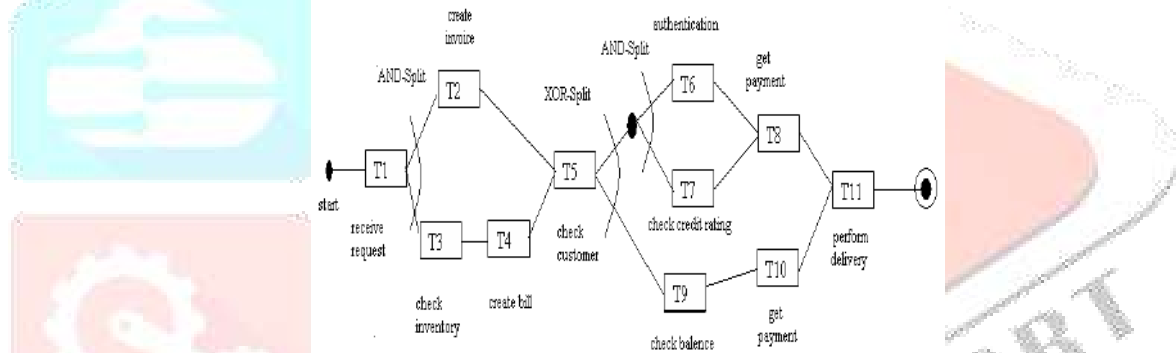 create
invoice
AND-Split
T2
T1
start
receive
request
T3
T4
check
inventory
create bill
XOR-Split
T5
check
customer
AND-Split
authentication
T6
T7
check credit rating
get
payment
T8
T9
check balence
T10
get
payment
T11
perform
delivery
RT